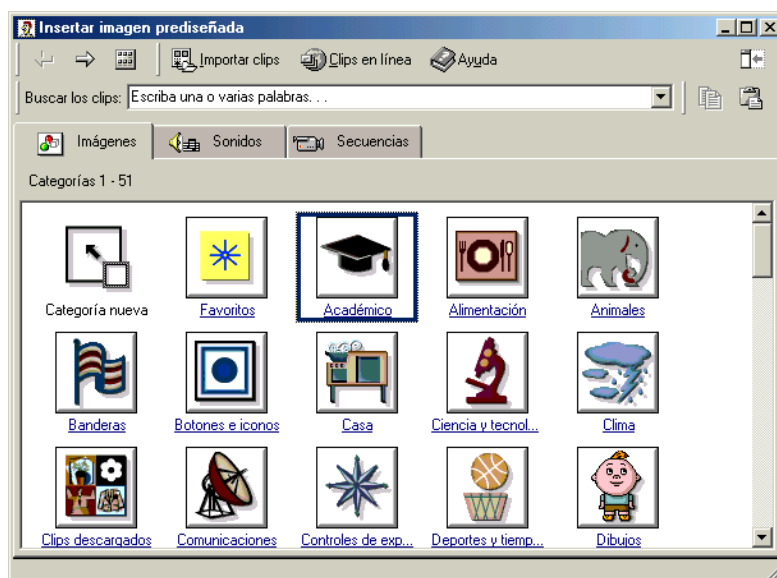 Insertar imagen prediseñada
Importar clips Clips en línea Ayuda
Buscar los clips: Escriba una o varias palabras. . .
Imágenes Sonidos Secuencias
Categorías 1 - 51
Categoría nueva Favoritos Académico Alimentación Animales
Banderas Botones e iconos Casa Ciencia y tecnol... Clima
Clips descargados Comunicaciones Controles de exp... Deportes y tiemp... Dibujos